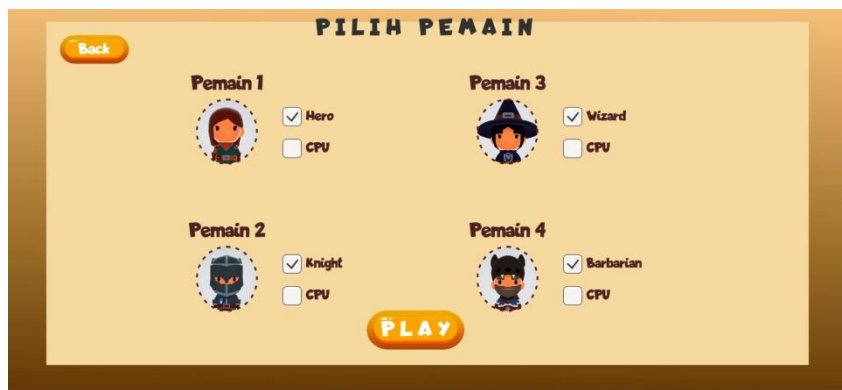 PILIH PEMAIN
Back
Pemain 1
Hero
CPU
Pemain 3
Wizard
CPU
Pemain 2
Knight
CPU
Pemain 4
Barbarian
CPU
PLAY